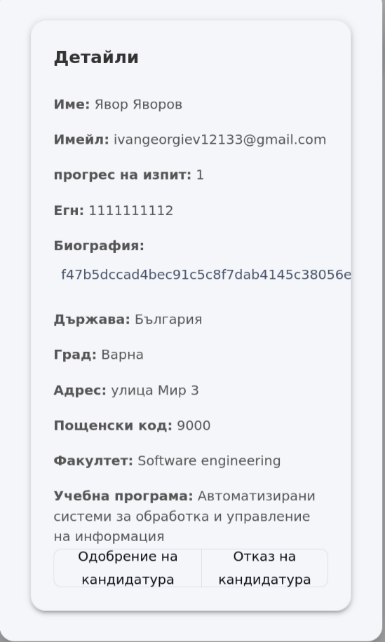 Детайли
Име: Явор Яворов
Имейл: ivangeorgiev12133@gmail.com
прогрес на изпит: 1
Егн: 1111111112
Биография:
f47b5dccad4bec91c5c8f7dab4145c38056e
Държава: България
Град: Варна
Адрес: улица Мир 3
Пощенски код: 9000
Факултет: Software engineering
Учебна програма: Автоматизирани
системи за обработка и управление
на информация
Одобрение на кандидатура
Отказ на кандидатура